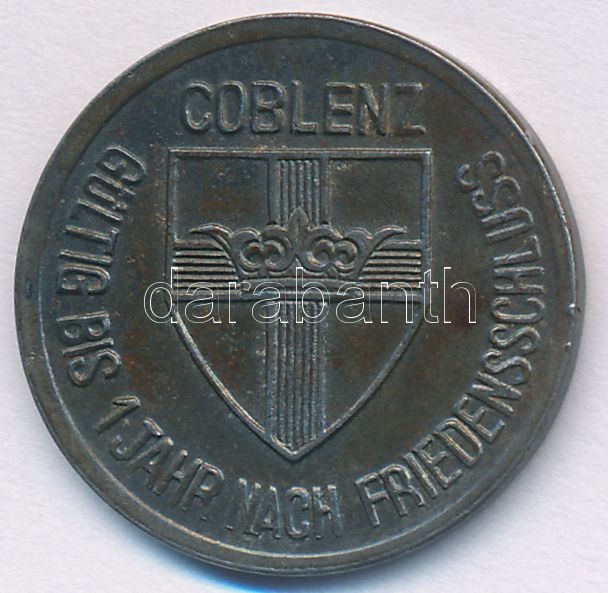 COBLENZ
GÜLTIG BIS 1 JAHR NACH FRIEDENSSCHLUSS
darabanth